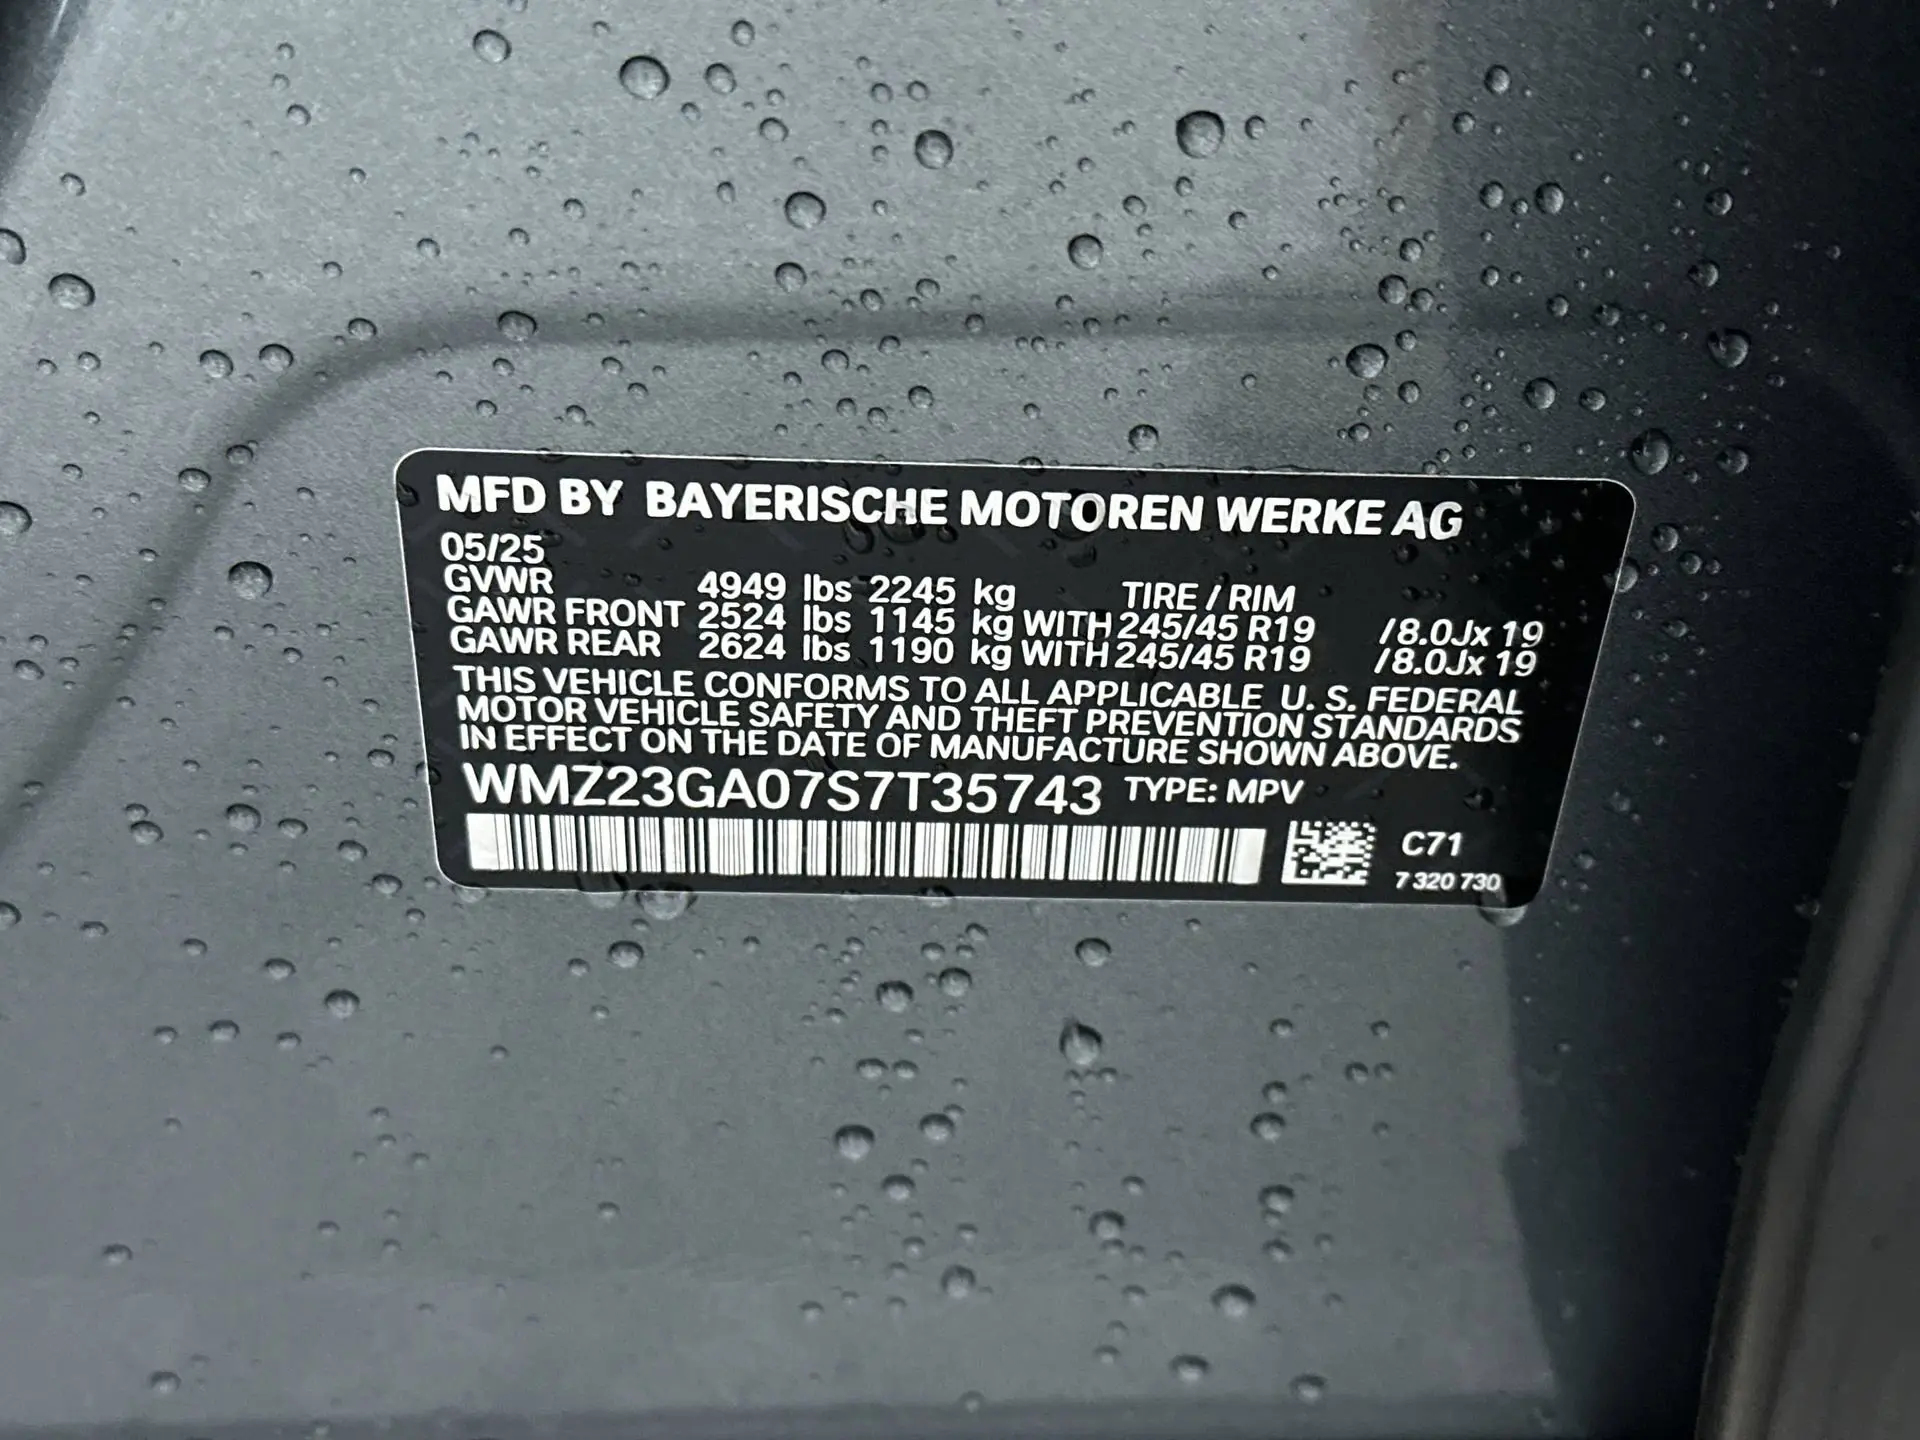 MFD BY BAYERISCHE MOTOREN WERKE AG
05/25
GVWR 4949 lbs 2245 kg TIRE / RIM
GAWR FRONT 2524 lbs 1145 kg WITH 245/45 R19 /8.0Jx 19
GAWR REAR 2624 lbs 1190 kg WITH 245/45 R19 /8.0Jx 19
THIS VEHICLE CONFORMS TO ALL APPLICABLE U. S. FEDERAL
MOTOR VEHICLE SAFETY AND THEFT PREVENTION STANDARDS
IN EFFECT ON THE DATE OF MANUFACTURE SHOWN ABOVE.
WMZ23GA07S7T35743 TYPE: MPV
C71
7 320 730